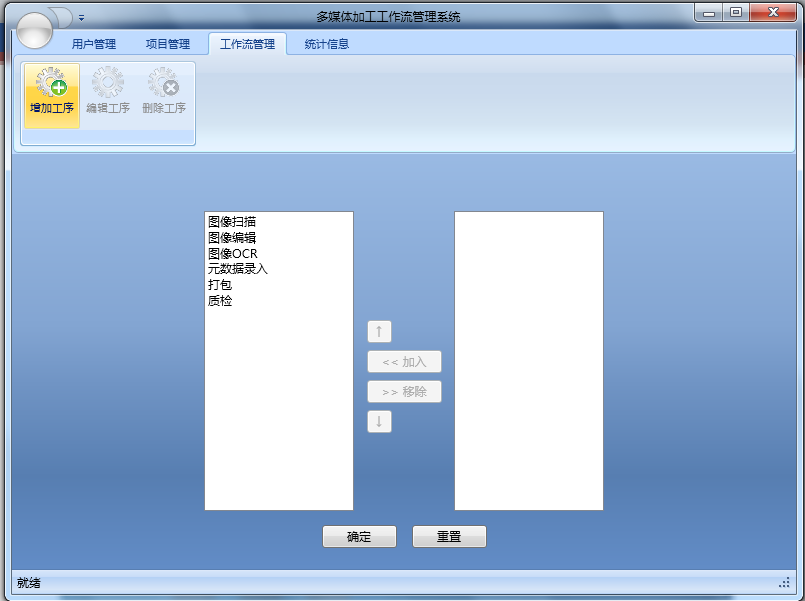 多媒体加工工作流管理系统
用户管理 项目管理 工作流管理 统计信息
增加工序 编辑工序 删除工序
图像扫描
图像编辑
图像OCR
元数据录入
打包
质检
↑
<< 加入
>> 移除
↓
确定 重置
就绪